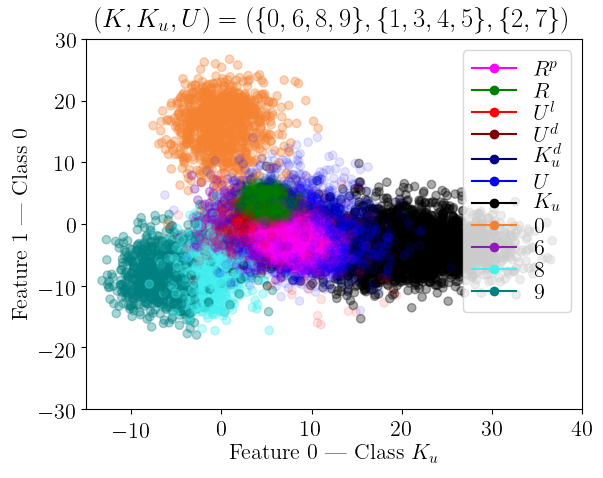 (K, K_u, U) = ({0, 6, 8, 9}, {1, 3, 4, 5}, {2, 7})
30
20
10
0
−10
−20
−30
Feature 1 — Class 0
R^p
R
U^l
U^d
K_u^d
U
K_u
0
6
8
9
−10
0
10
20
30
40
Feature 0 — Class K_u